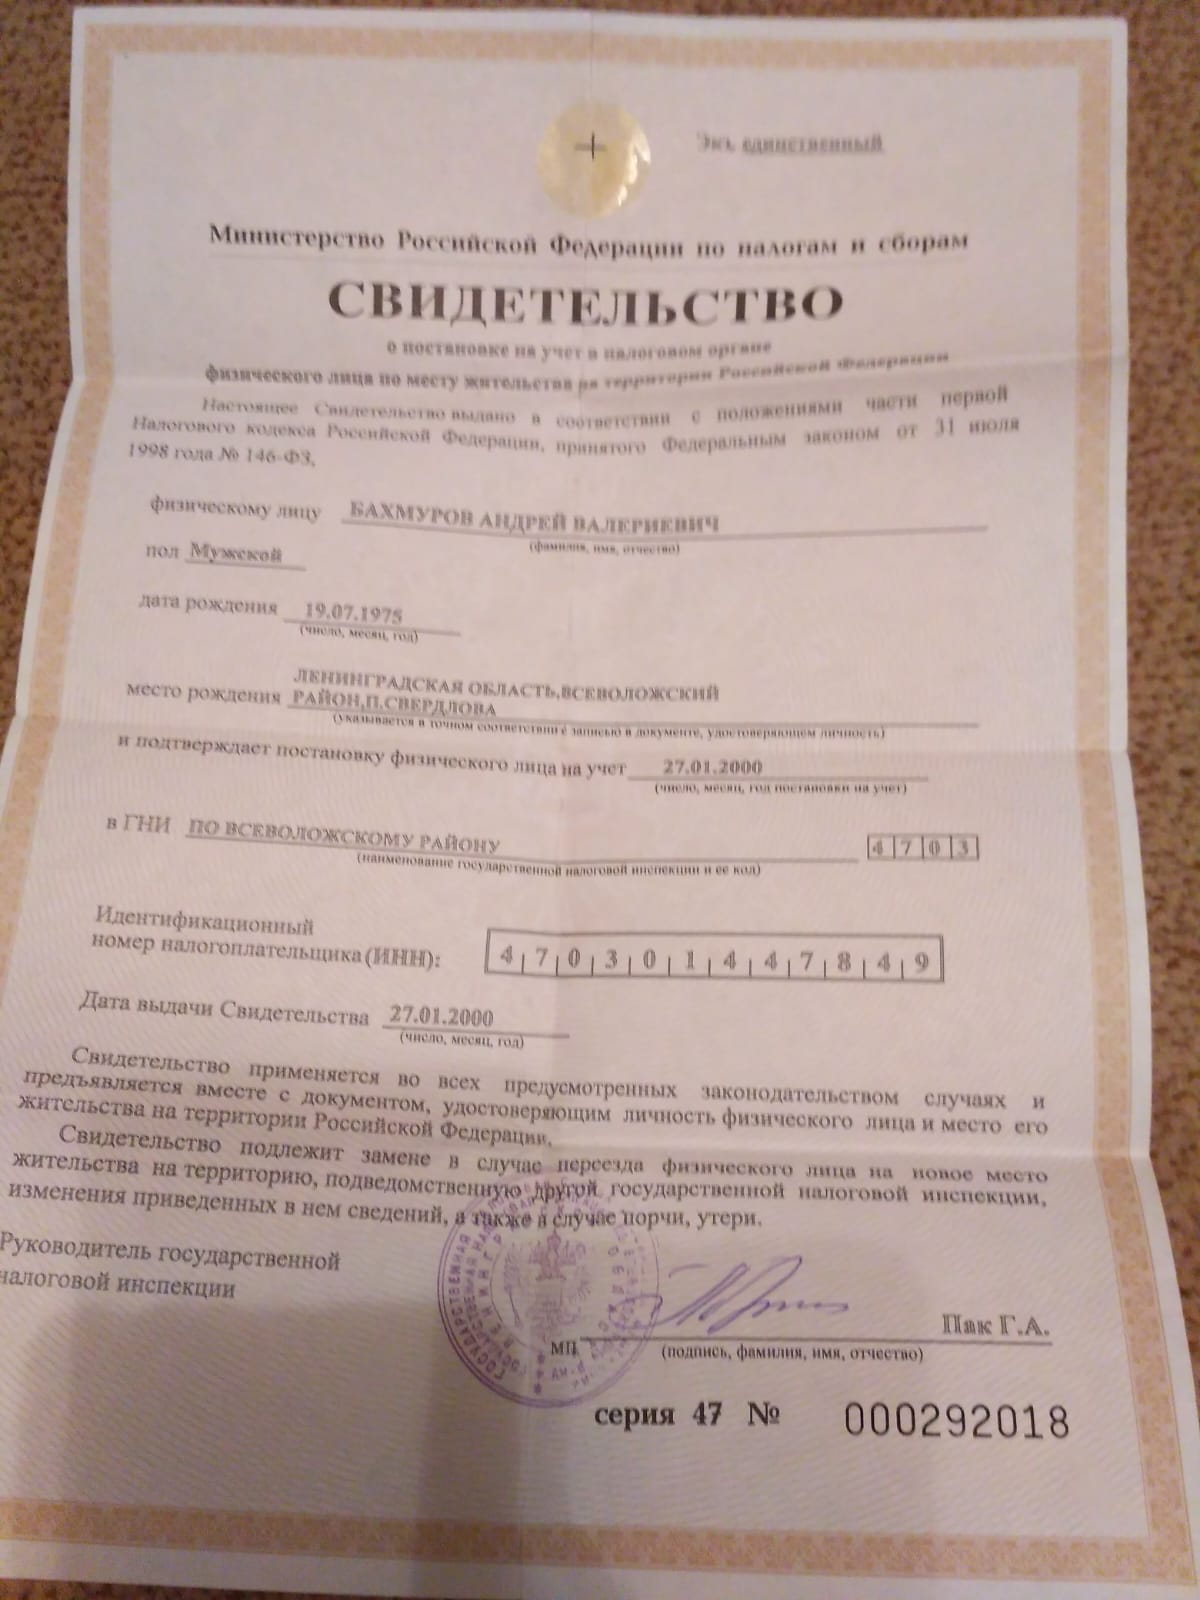 Экз. единственный
Министерство Российской Федерации по налогам и сборам
СВИДЕТЕЛЬСТВО
о постановке на учет в налоговом органе
физического лица по месту жительства на территории Российской Федерации
Настоящее Свидетельство выдано в соответствии с положениями части первой
Налогового кодекса Российской Федерации, принятого Федеральным законом от 31 июля
1998 года № 146-ФЗ,
физическому лицу БАХМУРОВ АНДРЕЙ ВАЛЕРИЕВИЧ
(фамилия, имя, отчество)
пол Мужской
дата рождения 19.07.1975
(число, месяц, год)
ЛЕНИНГРАДСКАЯ ОБЛАСТЬ,ВСЕВОЛОЖСКИЙ
место рождения РАЙОН,П.СВЕРДЛОВА
(указывается в точном соответствии с записью в документе, удостоверяющем личность)
и подтверждает постановку физического лица на учет 27.01.2000
(число, месяц, год постановки на учет)
в ГНИ ПО ВСЕВОЛОЖСКОМУ РАЙОНУ 4703
(наименование государственной налоговой инспекции и ее код)
Идентификационный
номер налогоплательщика (ИНН): 470301447849
Дата выдачи Свидетельства 27.01.2000
(число, месяц, год)
Свидетельство применяется во всех предусмотренных законодательством случаях и
предъявляется вместе с документом, удостоверяющим личность физического лица и место его
жительства на территории Российской Федерации.
Свидетельство подлежит замене в случае переезда физического лица на новое место
жительства на территорию, подведомственную другой государственной налоговой инспекции,
изменения приведенных в нем сведений, а также в случае порчи, утери.
Руководитель государственной
налоговой инспекции
Пак Г.А.
МП (подпись, фамилия, имя, отчество)
серия 47 № 000292018